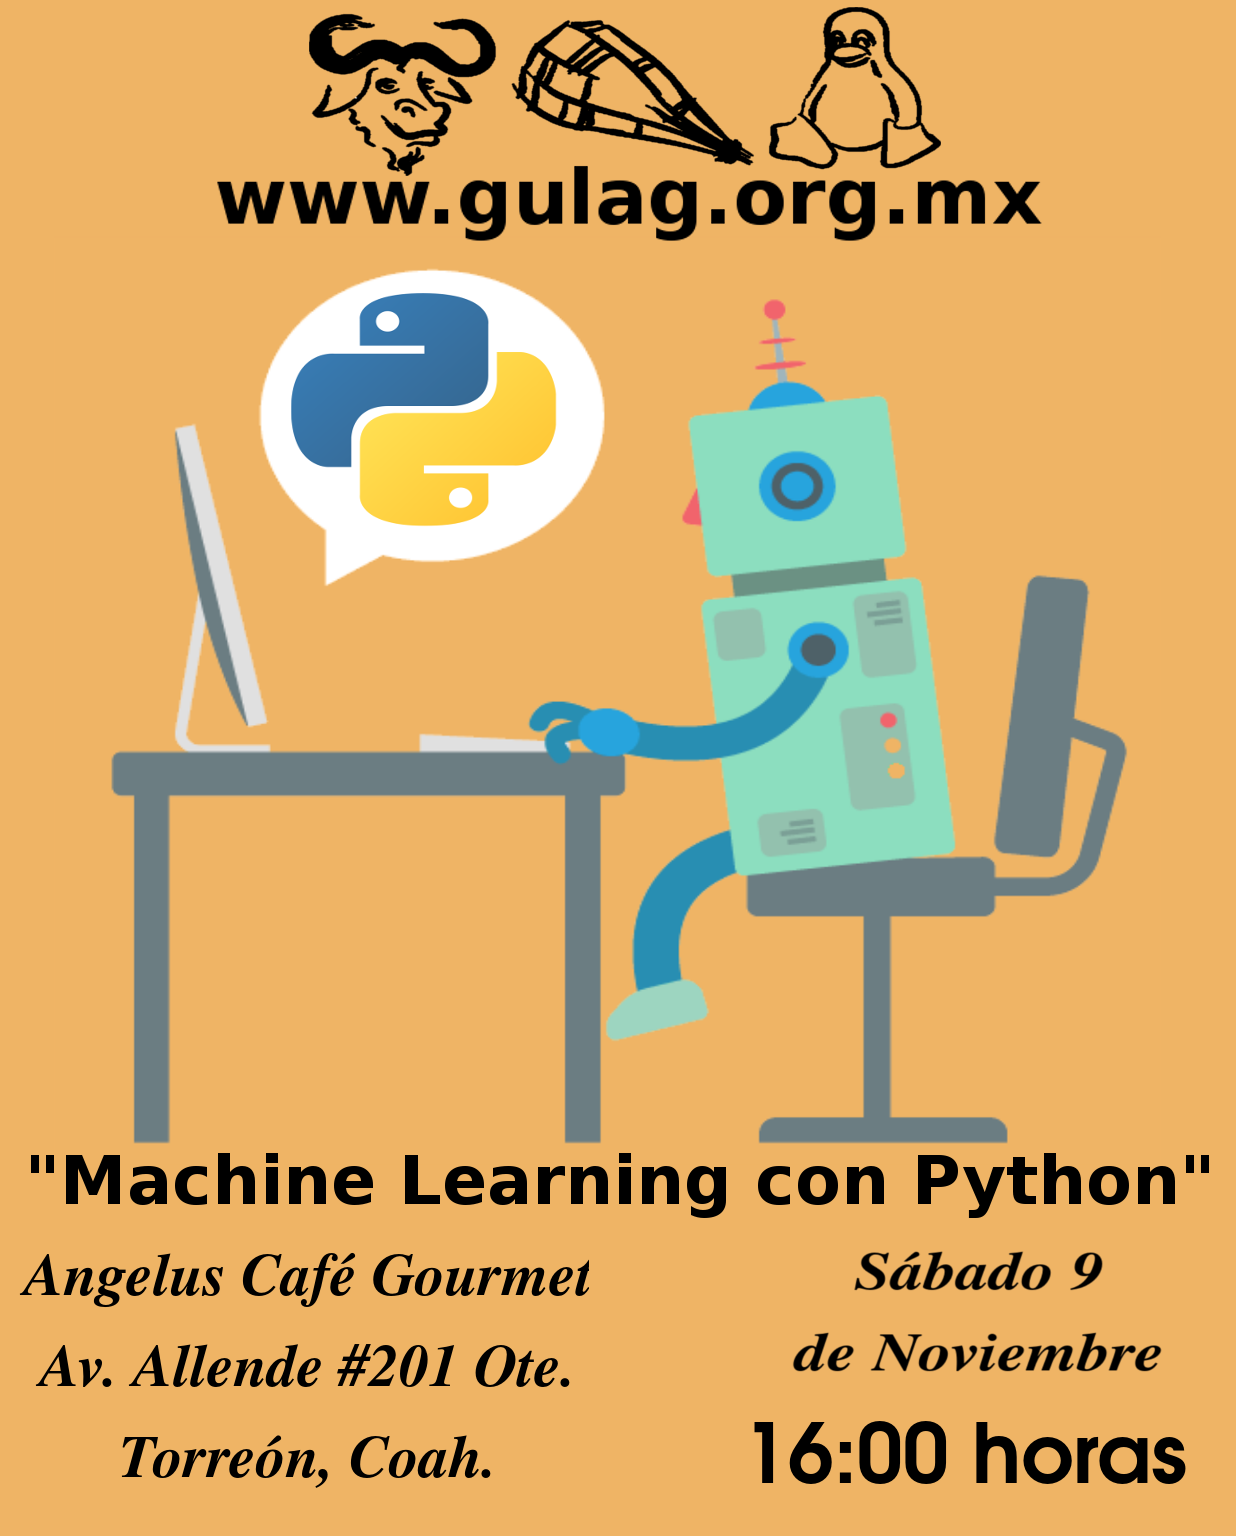 www.gulag.org.mx
"Machine Learning con Python"
Angelus Café Gourmet
Av. Allende #201 Ote.
Torreón, Coah.
Sábado 9
de Noviembre
16:00 horas